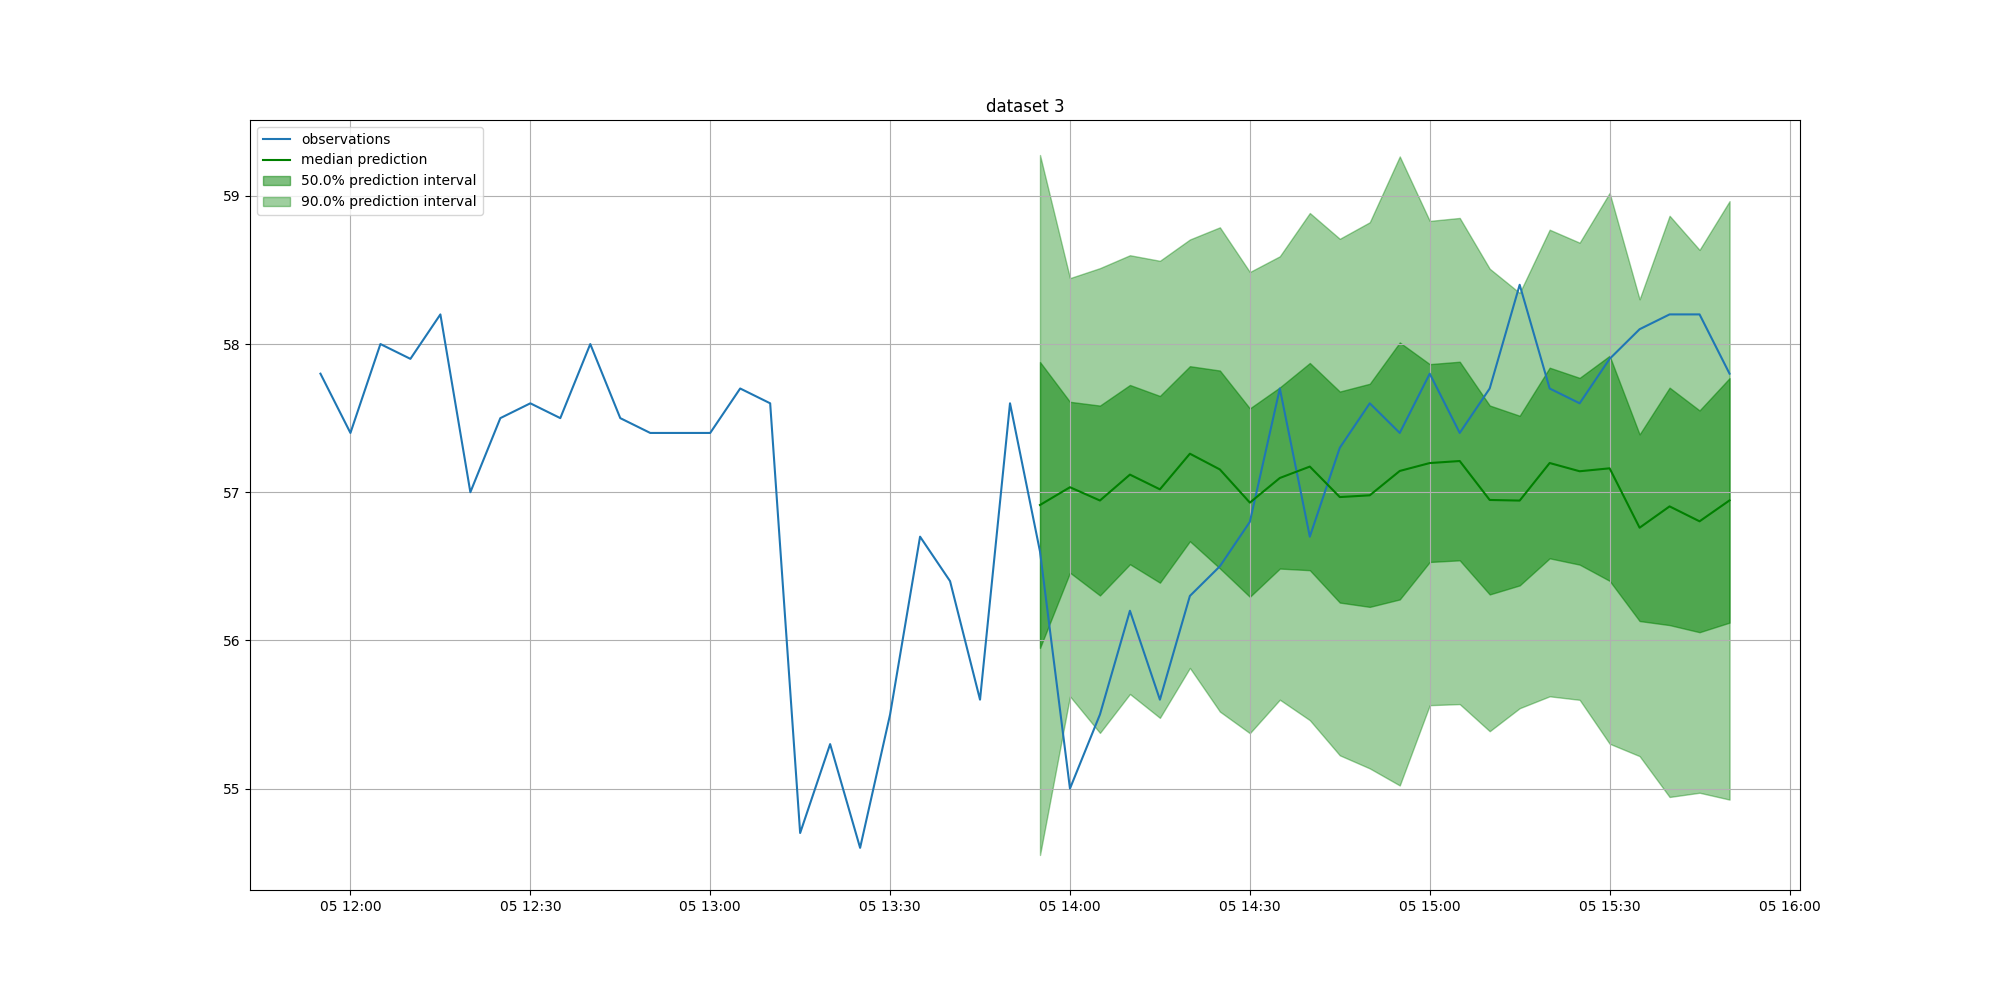 dataset 3
observations
median prediction
50.0% prediction interval
90.0% prediction interval
59
58
57
56
55
05 12:00
05 12:30
05 13:00
05 13:30
05 14:00
05 14:30
05 15:00
05 15:30
05 16:00